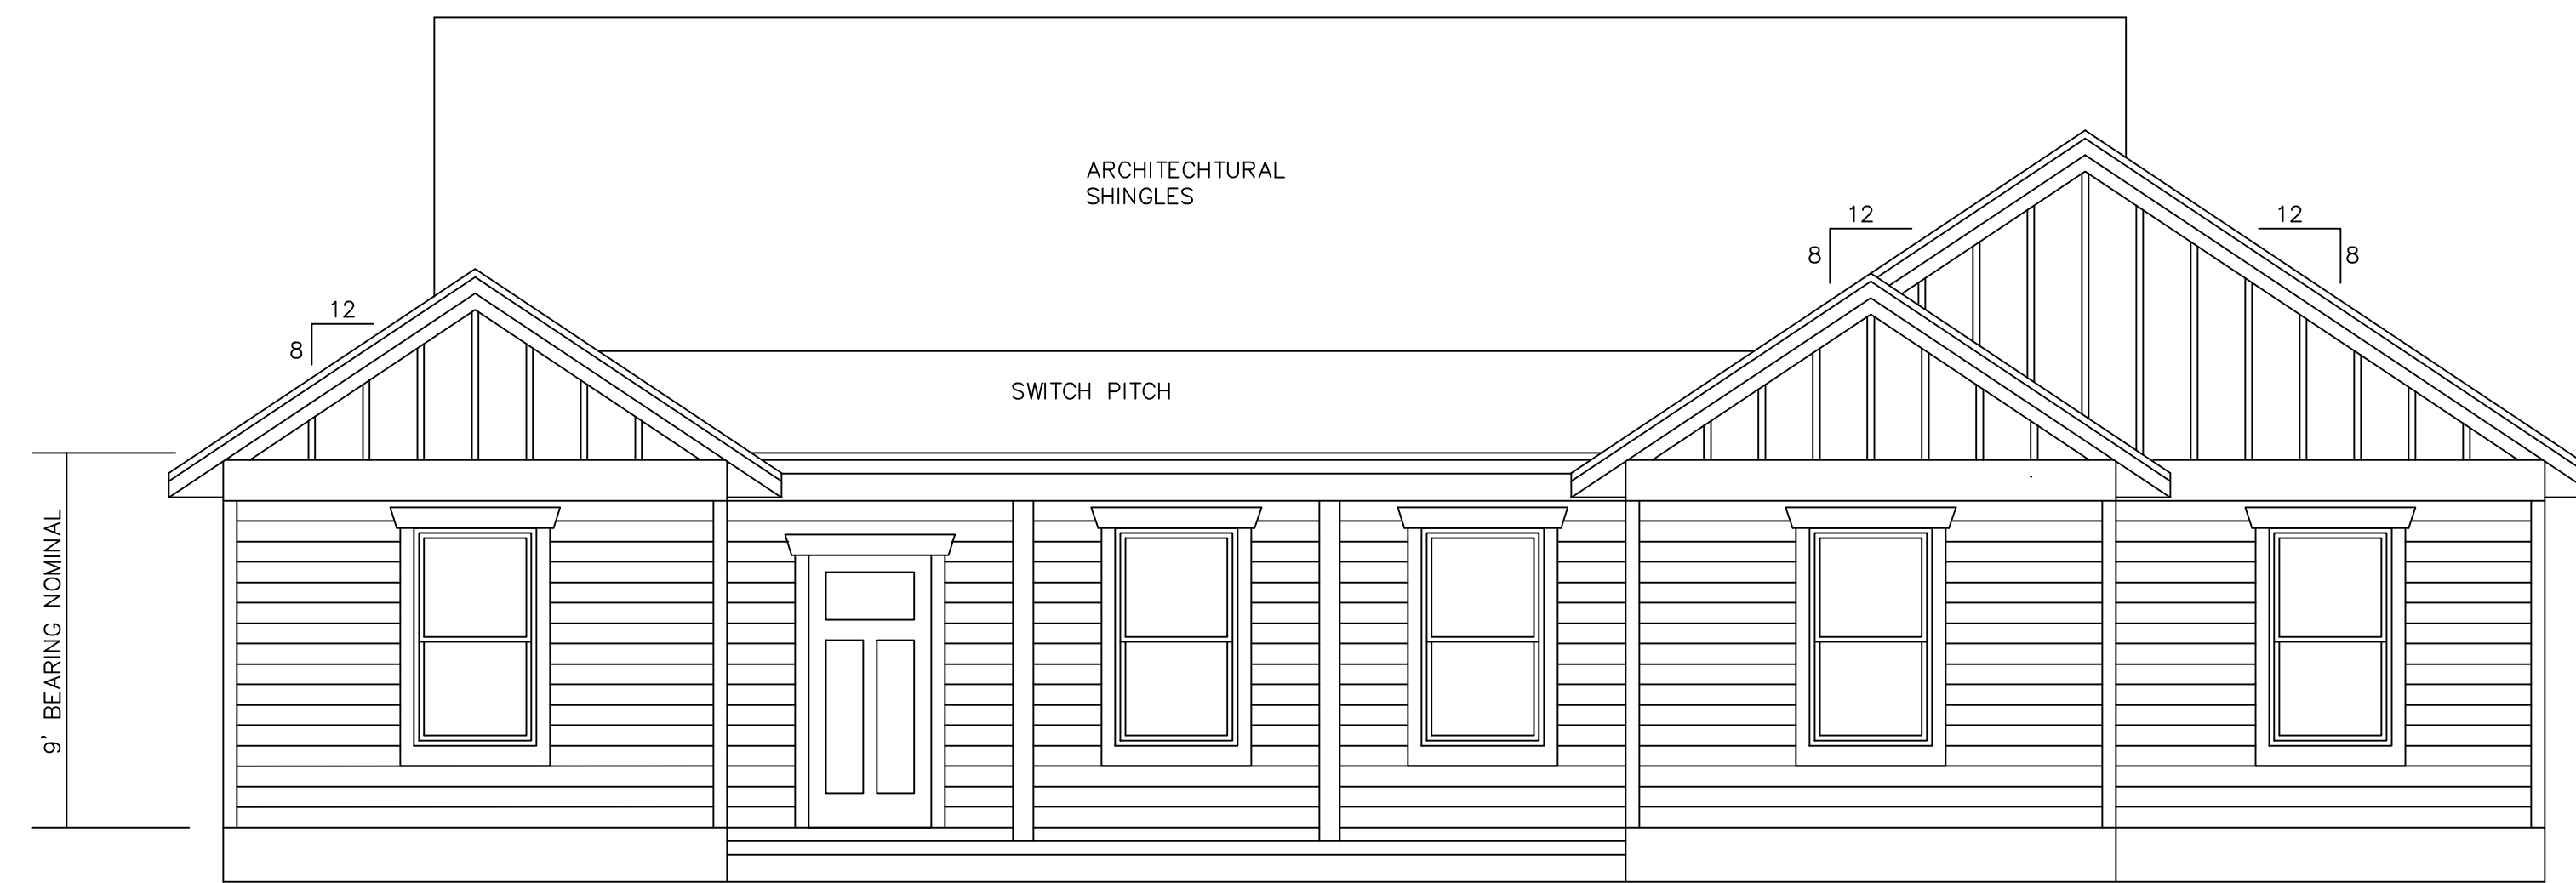 ARCHITECHTURAL
SHINGLES
12
8
12
8
12
8
SWITCH PITCH
9' BEARING NOMINAL